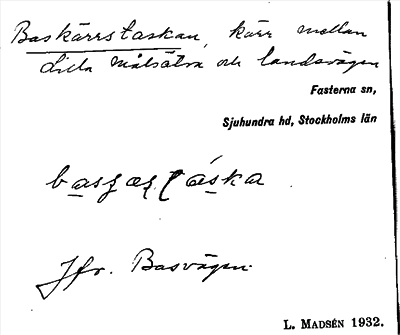 Baskärrstaskan, kärr mellan
Lilla Målsätra och landsvägen
Fasterna sn,
Sjuhundra hd, Stockholms län
Jfr. Basvägen.
L. MADSÉN 1932.